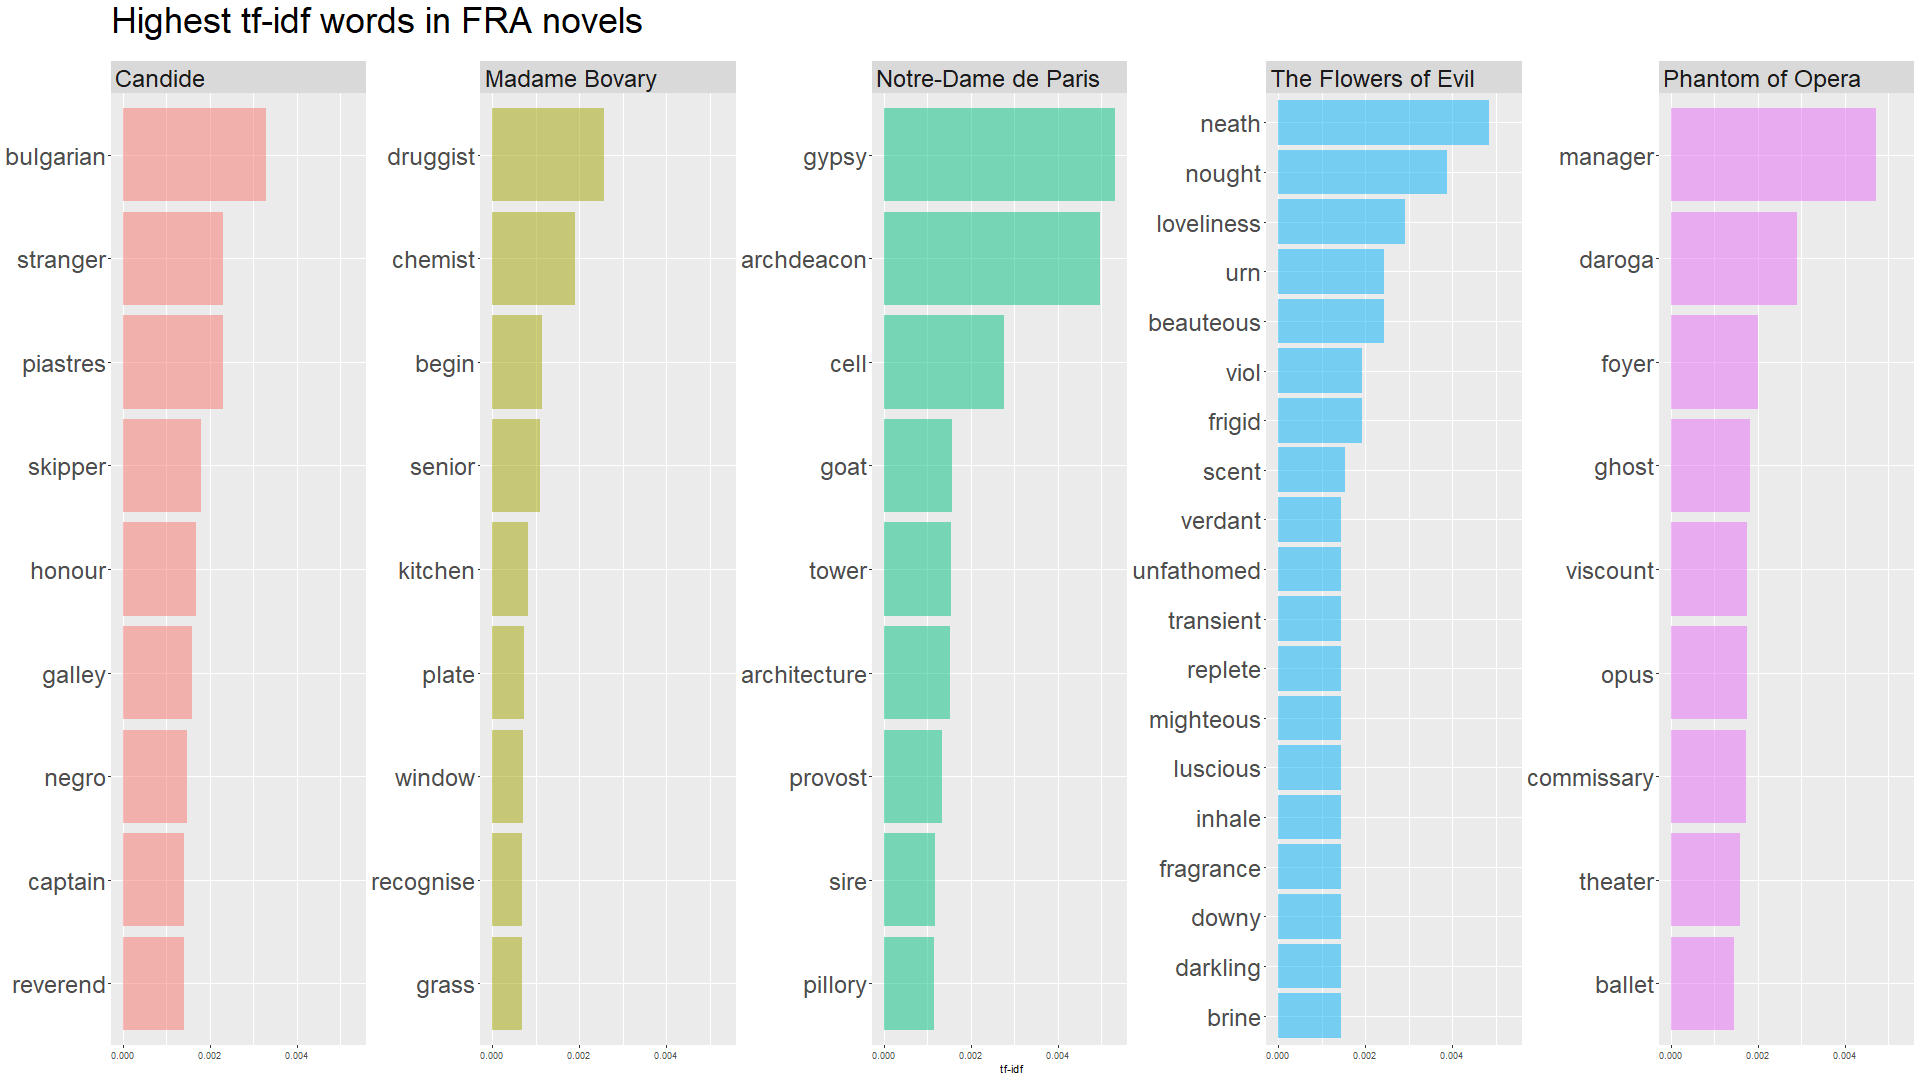 Highest tf-idf words in FRA novels
Candide
bulgarian
stranger
piastres
skipper
honour
galley
negro
captain
reverend
0.000 0.002 0.004
Madame Bovary
druggist
chemist
begin
senior
kitchen
plate
window
recognise
grass
0.000 0.002 0.004
Notre-Dame de Paris
gypsy
archdeacon
cell
goat
tower
architecture
provost
sire
pillory
0.000 0.002 0.004
The Flowers of Evil
neath
nought
loveliness
urn
beauteous
viol
frigid
scent
verdant
unfathomed
transient
replete
mighteous
luscious
inhale
fragrance
downy
darkling
brine
0.000 0.002 0.004
Phantom of Opera
manager
daroga
foyer
ghost
viscount
opus
commissary
theater
ballet
0.000 0.002 0.004
tf-idf